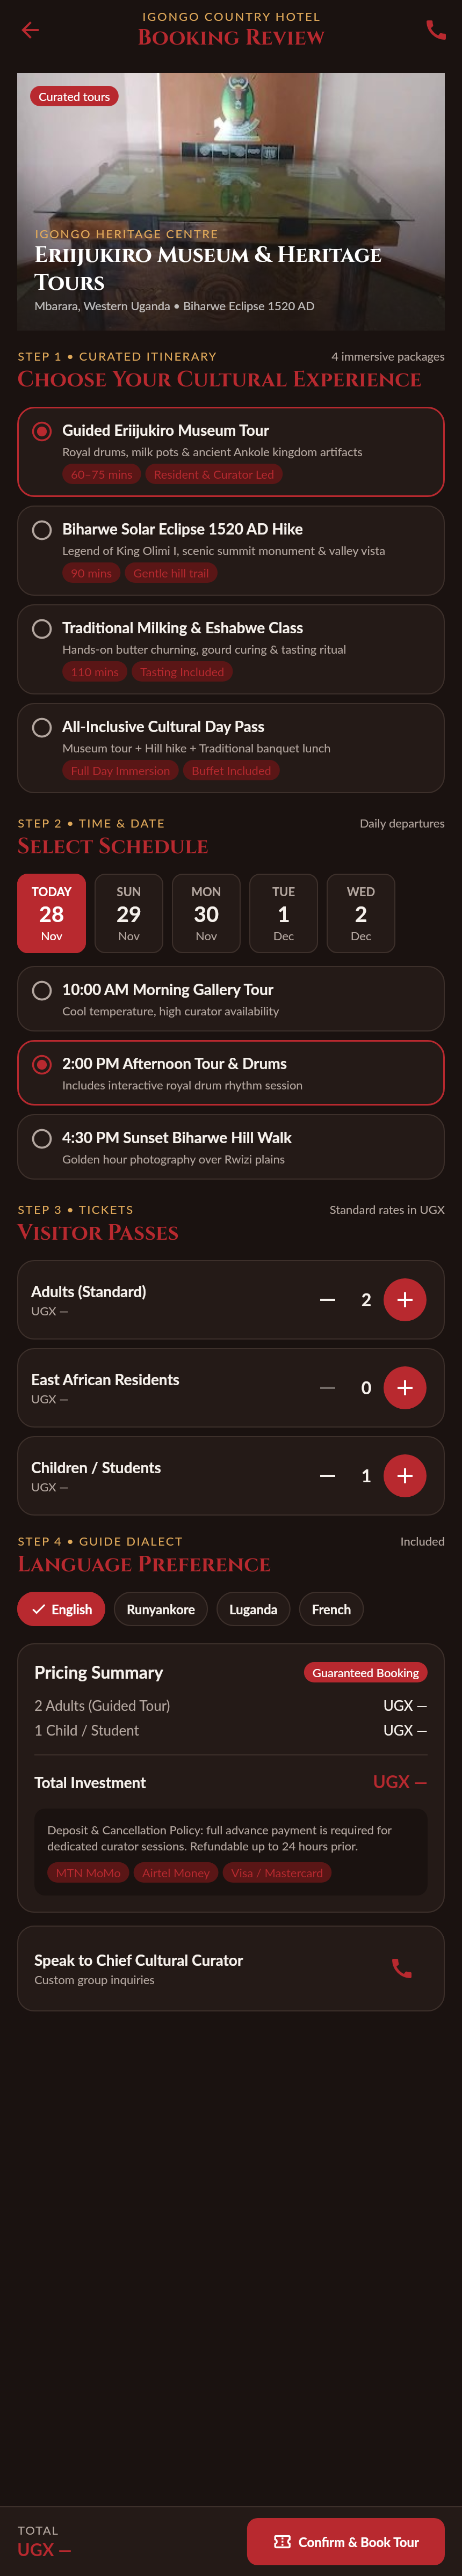 IGONGO COUNTRY HOTEL
BOOKING REVIEW
Curated tours
IGONGO HERITAGE CENTRE
ERIIJUKIRO MUSEUM & HERITAGE
TOURS
Mbarara, Western Uganda • Biharwe Eclipse 1520 AD
STEP 1 • CURATED ITINERARY
4 immersive packages
CHOOSE YOUR CULTURAL EXPERIENCE
Guided Eriijukiro Museum Tour
Royal drums, milk pots & ancient Ankole kingdom artifacts
60–75 mins
Resident & Curator Led
Biharwe Solar Eclipse 1520 AD Hike
Legend of King Olimi I, scenic summit monument & valley vista
90 mins
Gentle hill trail
Traditional Milking & Eshabwe Class
Hands-on butter churning, gourd curing & tasting ritual
110 mins
Tasting Included
All-Inclusive Cultural Day Pass
Museum tour + Hill hike + Traditional banquet lunch
Full Day Immersion
Buffet Included
STEP 2 • TIME & DATE
Daily departures
SELECT SCHEDULE
TODAY
28
Nov
SUN
29
Nov
MON
30
Nov
TUE
1
Dec
WED
2
Dec
10:00 AM Morning Gallery Tour
Cool temperature, high curator availability
2:00 PM Afternoon Tour & Drums
Includes interactive royal drum rhythm session
4:30 PM Sunset Biharwe Hill Walk
Golden hour photography over Rwizi plains
STEP 3 • TICKETS
Standard rates in UGX
VISITOR PASSES
Adults (Standard)
UGX —
2
East African Residents
UGX —
0
Children / Students
UGX —
1
STEP 4 • GUIDE DIALECT
Included
LANGUAGE PREFERENCE
English
Runyankore
Luganda
French
Pricing Summary
Guaranteed Booking
2 Adults (Guided Tour)
UGX —
1 Child / Student
UGX —
Total Investment
UGX —
Deposit & Cancellation Policy: full advance payment is required for
dedicated curator sessions. Refundable up to 24 hours prior.
MTN MoMo
Airtel Money
Visa / Mastercard
Speak to Chief Cultural Curator
Custom group inquiries
TOTAL
UGX —
Confirm & Book Tour